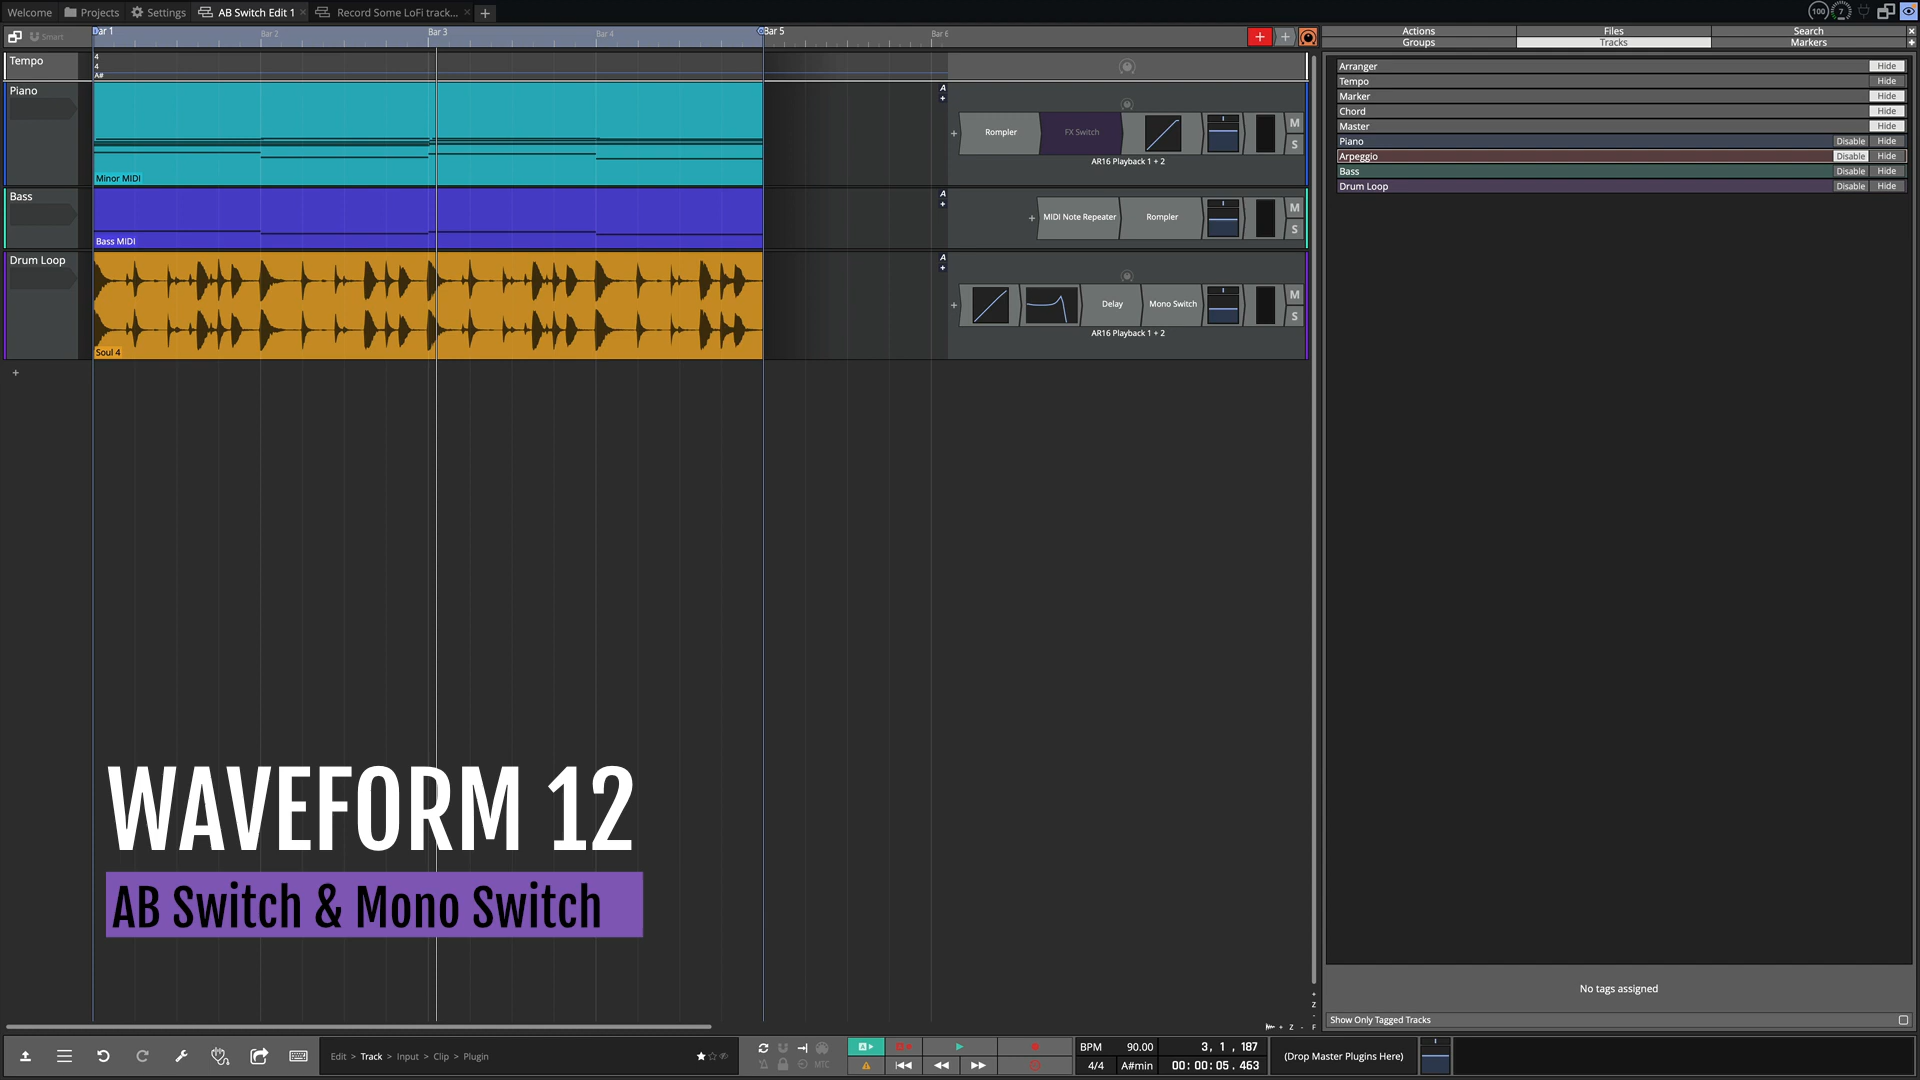 Welcome
Projects
Settings
AB Switch Edit 1
Record Some LoFi track...
100
7
Smart
Bar 1
Bar 2
Bar 3
Bar 4
Bar 5
Bar 6
Tempo
4
4
A#
Piano
Minor MIDI
A
Rompler
FX Switch
M
S
AR16 Playback 1 + 2
Bass
Bass MIDI
A
MIDI Note Repeater
Rompler
M
S
Drum Loop
Soul 4
A
Delay
Mono Switch
M
S
AR16 Playback 1 + 2
Actions
Files
Search
Groups
Tracks
Markers
Arranger Hide
Tempo Hide
Marker Hide
Chord Hide
Master Hide
Piano Disable Hide
Arpeggio Disable Hide
Bass Disable Hide
Drum Loop Disable Hide
WAVEFORM 12
AB Switch & Mono Switch
No tags assigned
Show Only Tagged Tracks
Z
+ Z - F
Edit > Track > Input > Clip > Plugin
MTC
BPM 90.00
3, 1, 187
4/4 A#min
00:00:05.463
(Drop Master Plugins Here)